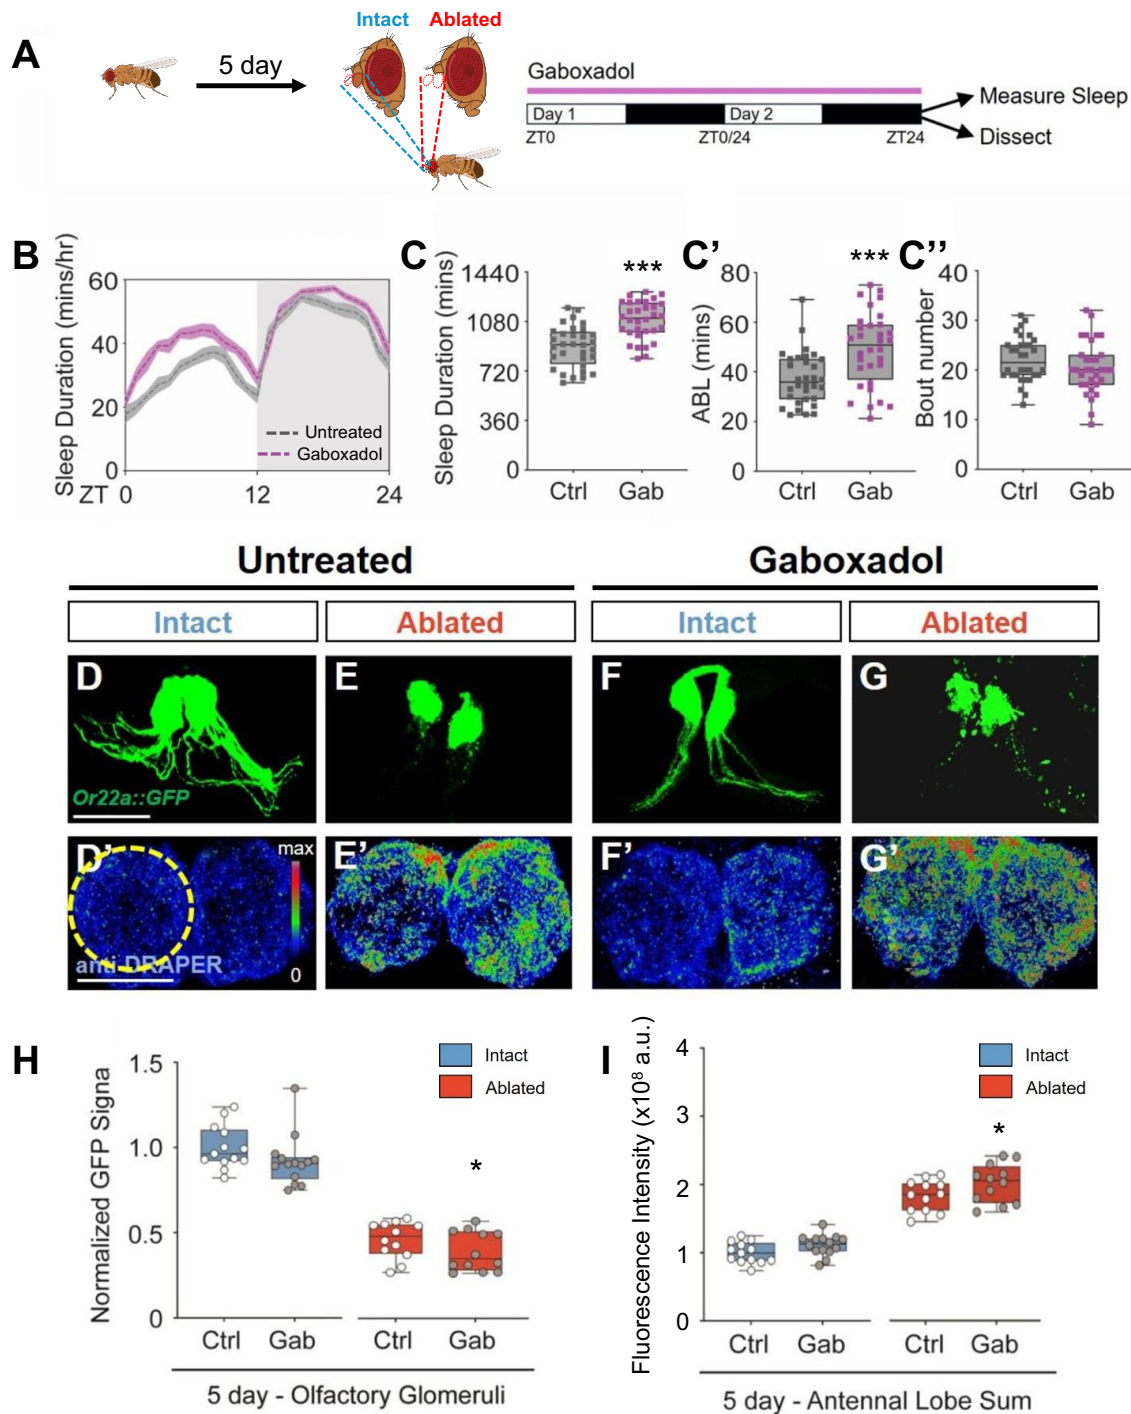 A
5 day
Intact
Ablated
Gaboxadol
Day 1
Day 2
ZT0
ZT0/24
ZT24
Measure Sleep
Dissect
B
Sleep Duration (mins/hr)
60
40
20
0
Untreated
Gaboxadol
ZT 0
12
24
C
Sleep Duration (mins)
1440
1080
720
360
0
***
Ctrl
Gab
C'
ABL (mins)
80
60
40
20
0
***
Ctrl
Gab
C''
Bout number
40
30
20
10
0
Ctrl
Gab
Untreated
Gaboxadol
Intact
Ablated
Intact
Ablated
D
Or22a::GFP
E
F
G
D'
max
0
anti DRAPER
E'
F'
G'
H
Normalized GFP Signa
1.5
1.0
0.5
0
Intact
Ablated
*
Ctrl
Gab
Ctrl
Gab
5 day - Olfactory Glomeruli
I
Fluorescence Intensity (x10⁸ a.u.)
4
3
2
1
0
Intact
Ablated
*
Ctrl
Gab
Ctrl
Gab
5 day - Antennal Lobe Sum